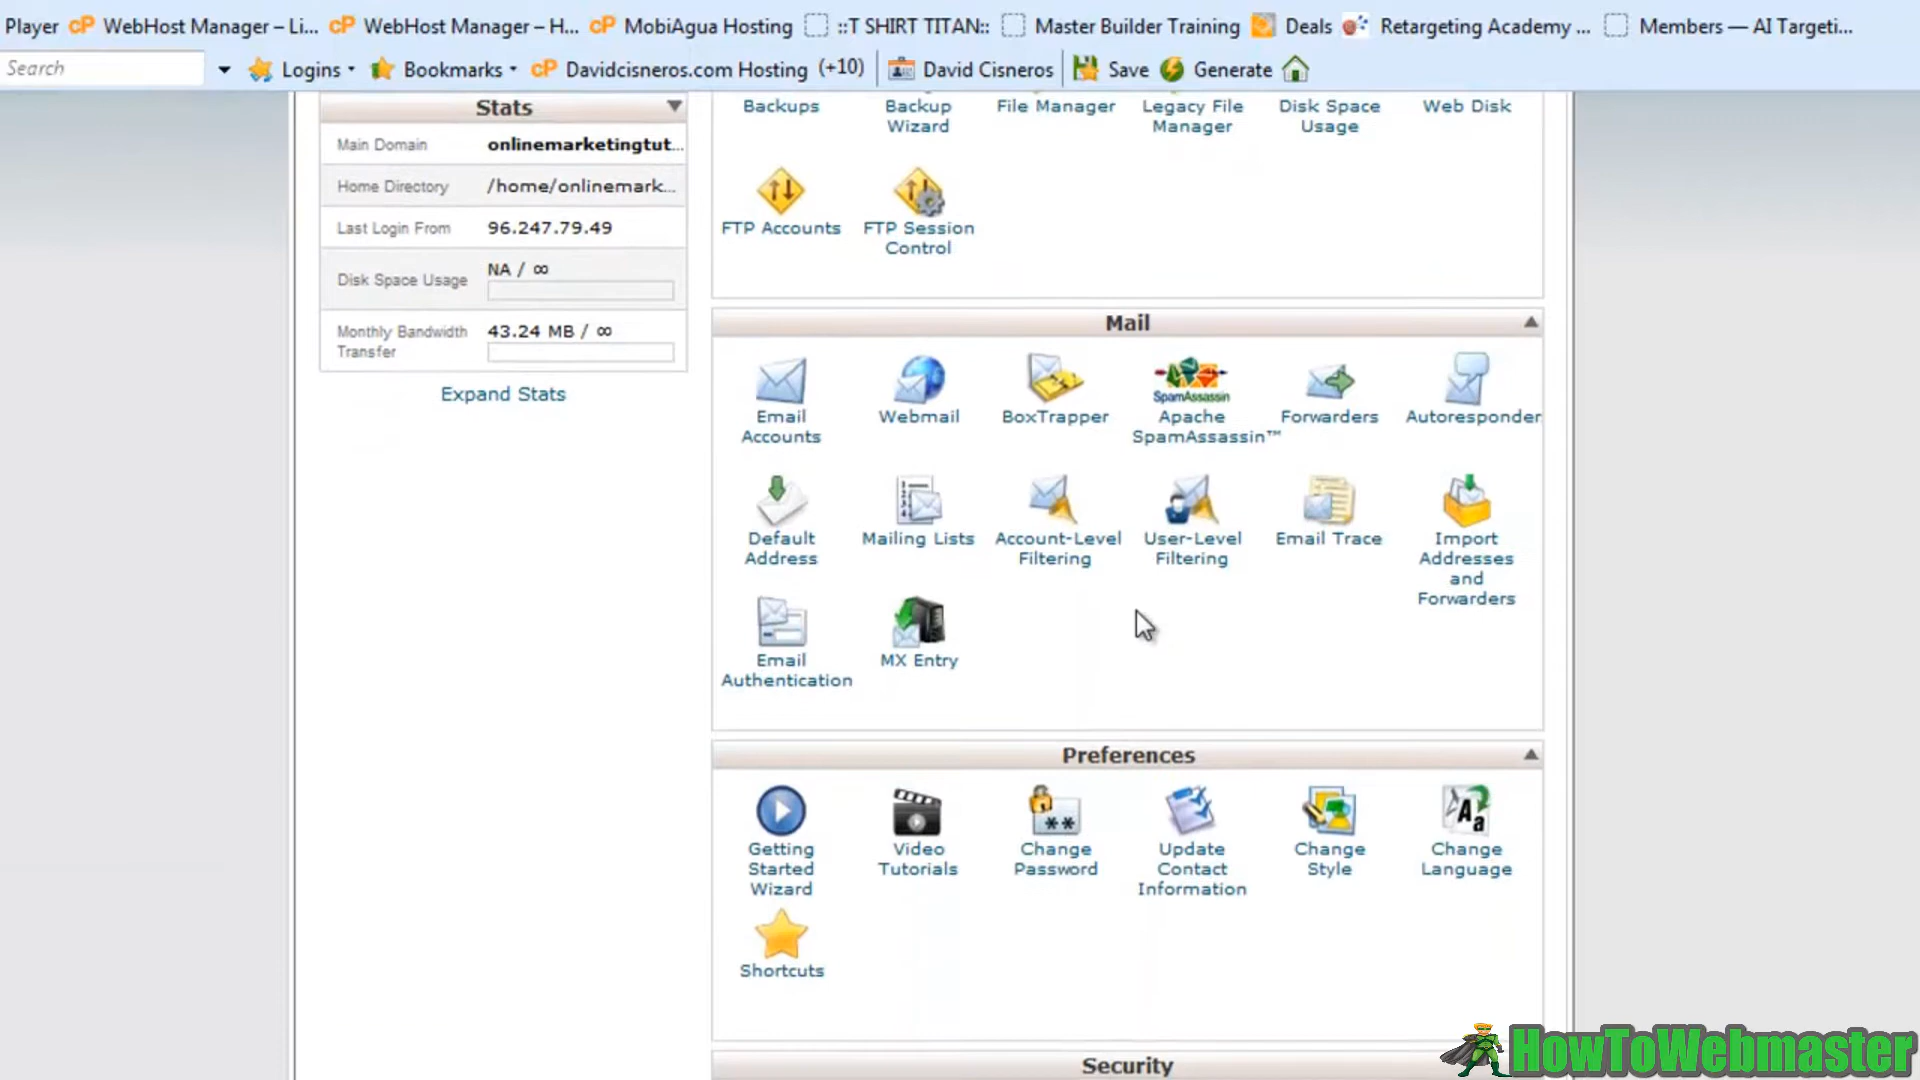 Player cP WebHost Manager – Li... cP WebHost Manager – H... cP MobiAgua Hosting ::T SHIRT TITAN:: Master Builder Training Deals Retargeting Academy ... Members — AI Targeti...
Search Logins Bookmarks cP Davidcisneros.com Hosting (+10) David Cisneros Save Generate
Stats
Main Domain onlinemarketingtut...
Home Directory /home/onlinemark...
Last Login From 96.247.79.49
Disk Space Usage NA / ∞
Monthly Bandwidth Transfer 43.24 MB / ∞
Expand Stats
Backups Backup Wizard File Manager Legacy File Manager Disk Space Usage Web Disk
FTP Accounts FTP Session Control
Mail
SpamAssassin
Email Accounts Webmail BoxTrapper Apache SpamAssassin™ Forwarders Autoresponder
Default Address Mailing Lists Account-Level Filtering User-Level Filtering Email Trace Import Addresses and Forwarders
Email Authentication MX Entry
Preferences
Getting Started Wizard Video Tutorials Change Password Update Contact Information Change Style Change Language
Shortcuts
Security
HowToWebmaster